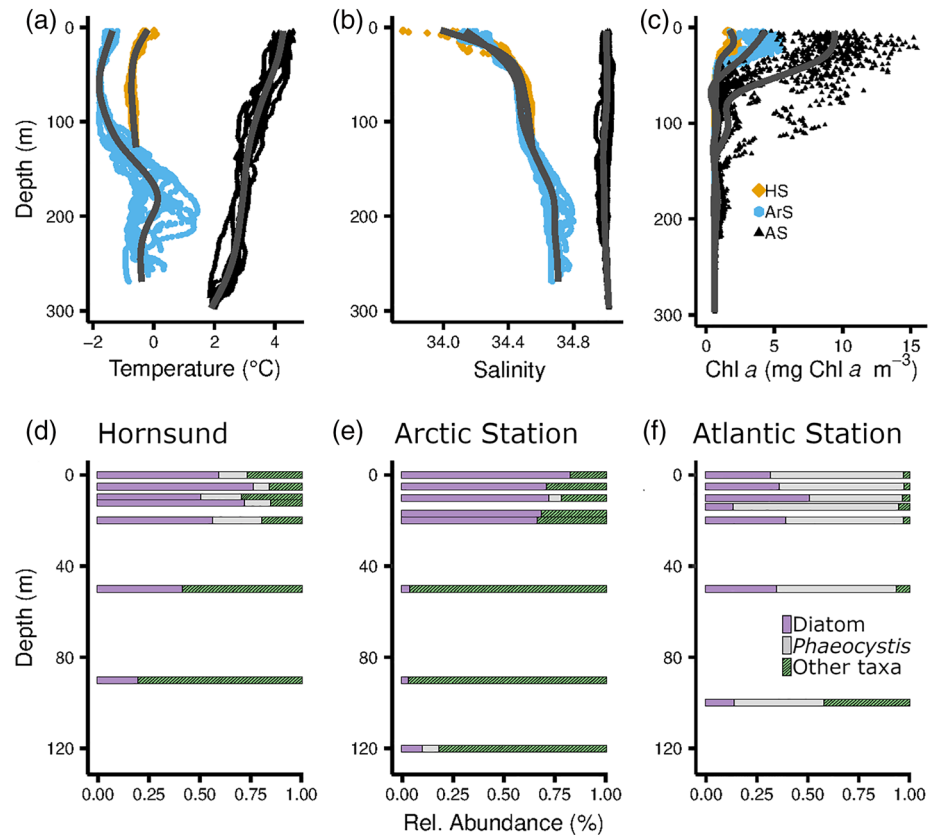 (a) (b) (c)
0
100
200
300
Depth (m)
−2 0 2 4
Temperature (°C)
0
100
200
300
34.0 34.4 34.8
Salinity
0
100
200
300
HS
ArS
AS
0 5 10 15
Chl a (mg Chl a m−3)
(d) Hornsund
(e) Arctic Station
(f) Atlantic Station
0
40
80
120
Depth (m)
0.00 0.25 0.50 0.75 1.00
0
40
80
120
0.00 0.25 0.50 0.75 1.00
Rel. Abundance (%)
0
40
80
120
Diatom
Phaeocystis
Other taxa
0.00 0.25 0.50 0.75 1.00